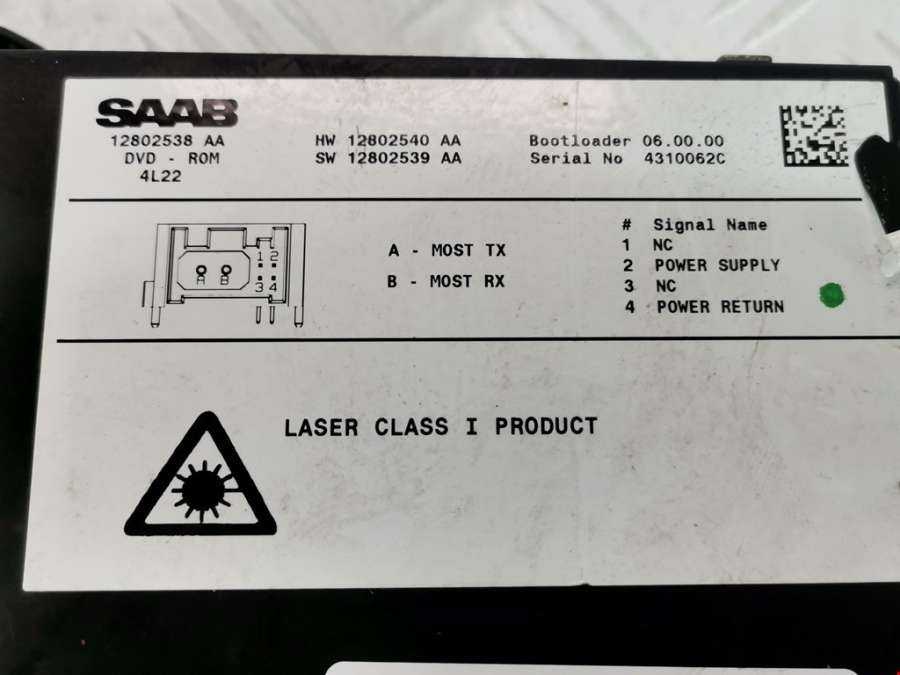 SAAB
12802538 AA
DVD - ROM
4L22
HW 12802540 AA
SW 12802539 AA
Bootloader 06.00.00
Serial No 4310062C
1 2
A B
3 4
A - MOST TX
B - MOST RX
# Signal Name
1 NC
2 POWER SUPPLY
3 NC
4 POWER RETURN
LASER CLASS I PRODUCT